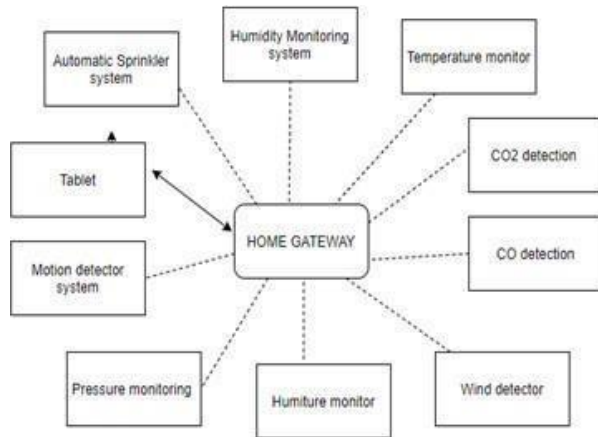 Automatic Sprinkler
system
Humidity Monitoring
system
Temperature monitor
CO2 detection
Tablet
HOME GATEWAY
CO detection
Motion detector
system
Pressure monitoring
Humiture monitor
Wind detector